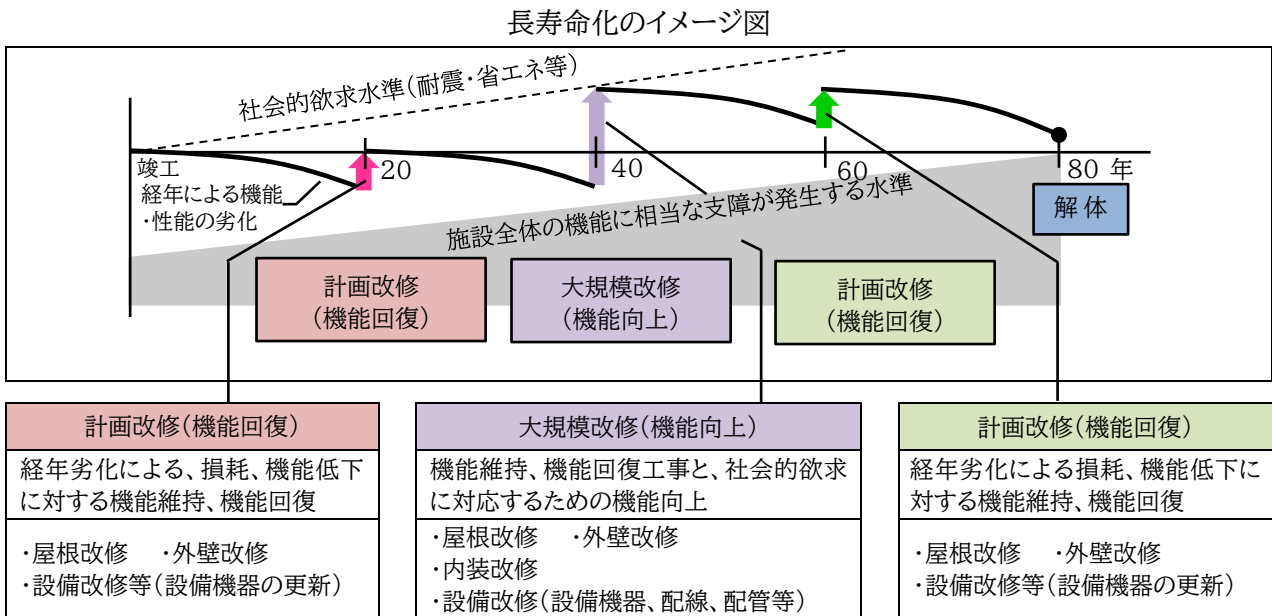 長寿命化のイメージ図
社会的欲求水準(耐震・省エネ等)
竣工
20
40
60
80 年
経年による機能
・性能の劣化
施設全体の機能に相当な支障が発生する水準
解体
計画改修
(機能回復)
大規模改修
(機能向上)
計画改修
(機能回復)
計画改修(機能回復)
経年劣化による、損耗、機能低下
に対する機能維持、機能回復
・屋根改修 ・外壁改修
・設備改修等(設備機器の更新)
大規模改修(機能向上)
機能維持、機能回復工事と、社会的欲求
に対応するための機能向上
・屋根改修 ・外壁改修
・内装改修
・設備改修(設備機器、配線、配管等)
計画改修(機能回復)
経年劣化による損耗、機能低下に
対する機能維持、機能回復
・屋根改修 ・外壁改修
・設備改修等(設備機器の更新)